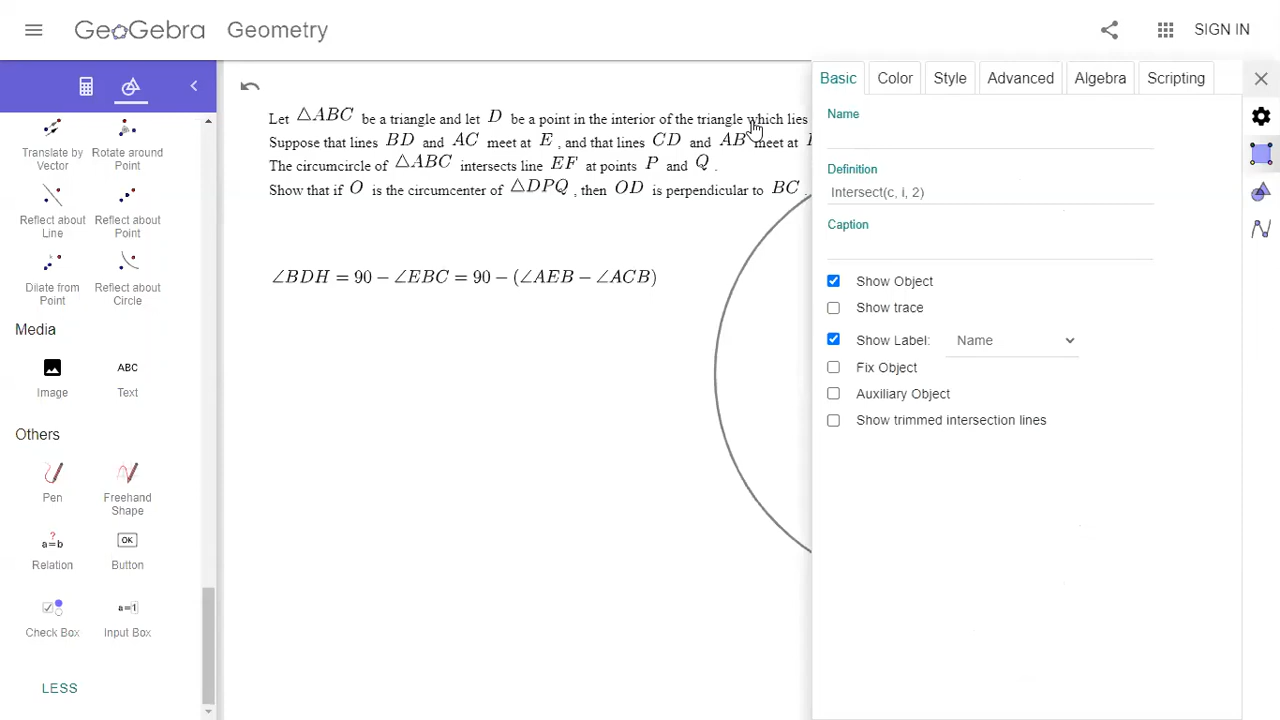 GeoGebra Geometry SIGN IN
Basic Color Style Advanced Algebra Scripting
Let △ABC be a triangle and let D be a point in the interior of the triangle which lies
Suppose that lines BD and AC meet at E , and that lines CD and AB meet at
The circumcircle of △ABC intersects line EF at points P and Q .
Show that if O is the circumcenter of △DPQ , then OD is perpendicular to BC .
∠BDH = 90 − ∠EBC = 90 − (∠AEB − ∠ACB)
Translate by Vector
Rotate around Point
Reflect about Line
Reflect about Point
Dilate from Point
Reflect about Circle
Media
Image
ABC
Text
Others
Pen
Freehand Shape
a=b
?
Relation
OK
Button
Check Box
a=1
Input Box
LESS
Name
Definition
Intersect(c, i, 2)
Caption
Show Object
Show trace
Show Label: Name
Fix Object
Auxiliary Object
Show trimmed intersection lines